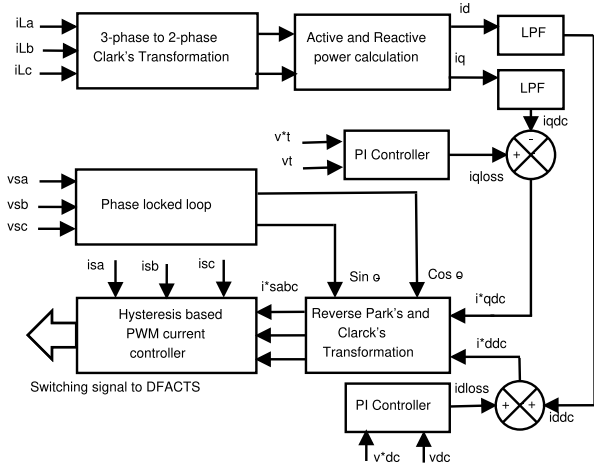 id
iLa
3-phase to 2-phase
Clark's Transformation
Active and Reactive
power calculation
LPF
iLb
iLc
iq
LPF
iqdc
v*t
vt
PI Controller
-
+
iqloss
vsa
vsb
vsc
Phase locked loop
isa
isb
isc
i*sabc
Sin ɵ
Cos ɵ
i*qdc
Hysteresis based
PWM current
controller
Reverse Park's and
Clarck's
Transformation
i*ddc
Switching signal to DFACTS
PI Controller
idloss
+
+
iddc
v*dc
vdc